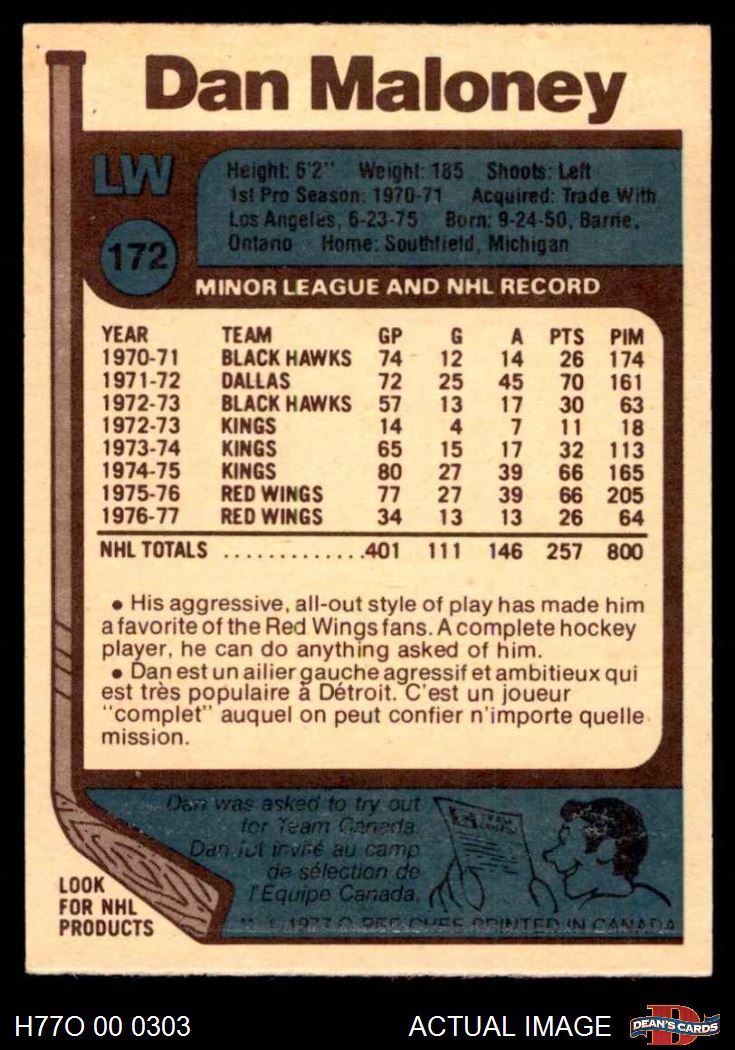 Dan Maloney
LW
172
Height: 6'2" Weight: 185 Shoots: Left
1st Pro Season: 1970-71 Acquired: Trade With
Los Angeles, 6-23-75 Born: 9-24-50, Barrie,
Ontario Home: Southfield, Michigan
MINOR LEAGUE AND NHL RECORD
YEAR TEAM GP G A PTS PIM
1970-71 BLACK HAWKS 74 12 14 26 174
1971-72 DALLAS 72 25 45 70 161
1972-73 BLACK HAWKS 57 13 17 30 63
1972-73 KINGS 14 4 7 11 18
1973-74 KINGS 65 15 17 32 113
1974-75 KINGS 80 27 39 66 165
1975-76 RED WINGS 77 27 39 66 205
1976-77 RED WINGS 34 13 13 26 64
NHL TOTALS .............401 111 146 257 800
• His aggressive, all-out style of play has made him
a favorite of the Red Wings fans. A complete hockey
player, he can do anything asked of him.
• Dan est un ailier gauche agressif et ambitieux qui
est très populaire à Détroit. C'est un joueur
"complet" auquel on peut confier n'importe quelle
mission.
Dan was asked to try out
for Team Canada.
Dan fut invité au camp
de sélection de
l'Equipe Canada.
LOOK
FOR NHL
PRODUCTS
** © 1977 O-PEE-CHEE PRINTED IN CANADA
H77O 00 0303
ACTUAL IMAGE
D
DEAN'S CARDS